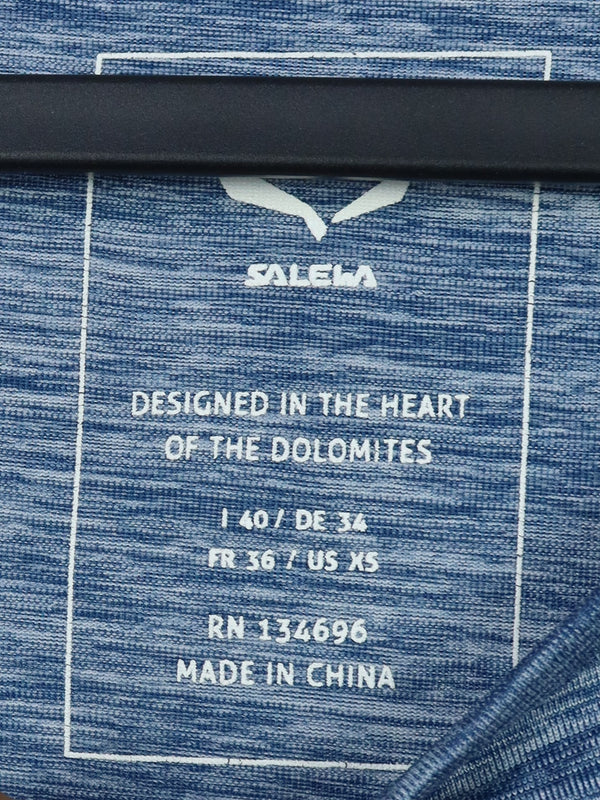 SALEWA
DESIGNED IN THE HEART
OF THE DOLOMITES
I 40 / DE 34
FR 36 / US XS
RN 134696
MADE IN CHINA